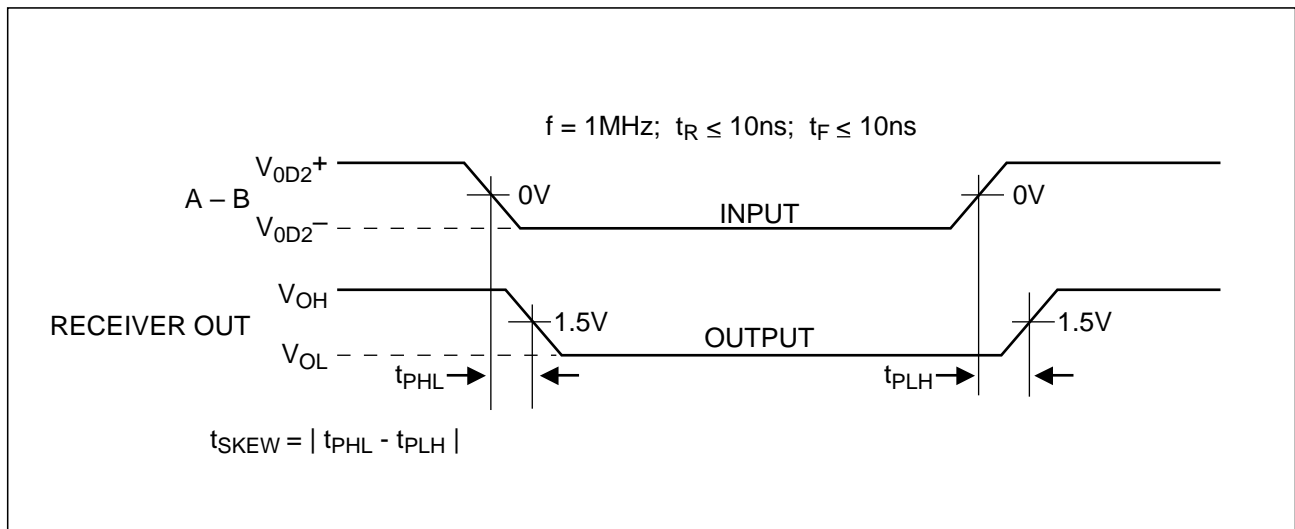 f = 1MHz; tR ≤ 10ns; tF ≤ 10ns
V0D2+
A – B
0V
0V
V0D2–
INPUT
VOH
RECEIVER OUT
1.5V
1.5V
OUTPUT
VOL
tPHL
tPLH
tSKEW = | tPHL - tPLH |